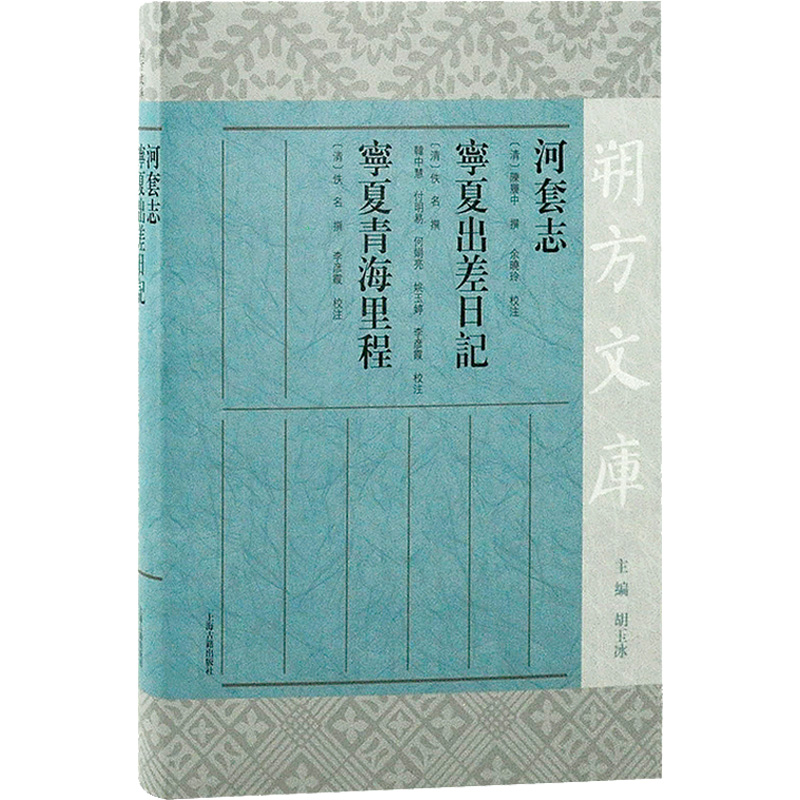 朔方文庫
主編 胡玉冰
河套志
〔清〕陳履中 撰 余曉玲 校注
寧夏出差日記
〔清〕佚名 撰
韓中慧 付明易 何娟亮 姚玉婷 李彦霞 校注
寧夏青海里程
〔清〕佚名 撰 李彦霞 校注
上海古籍出版社
河套志
寧夏出差日記